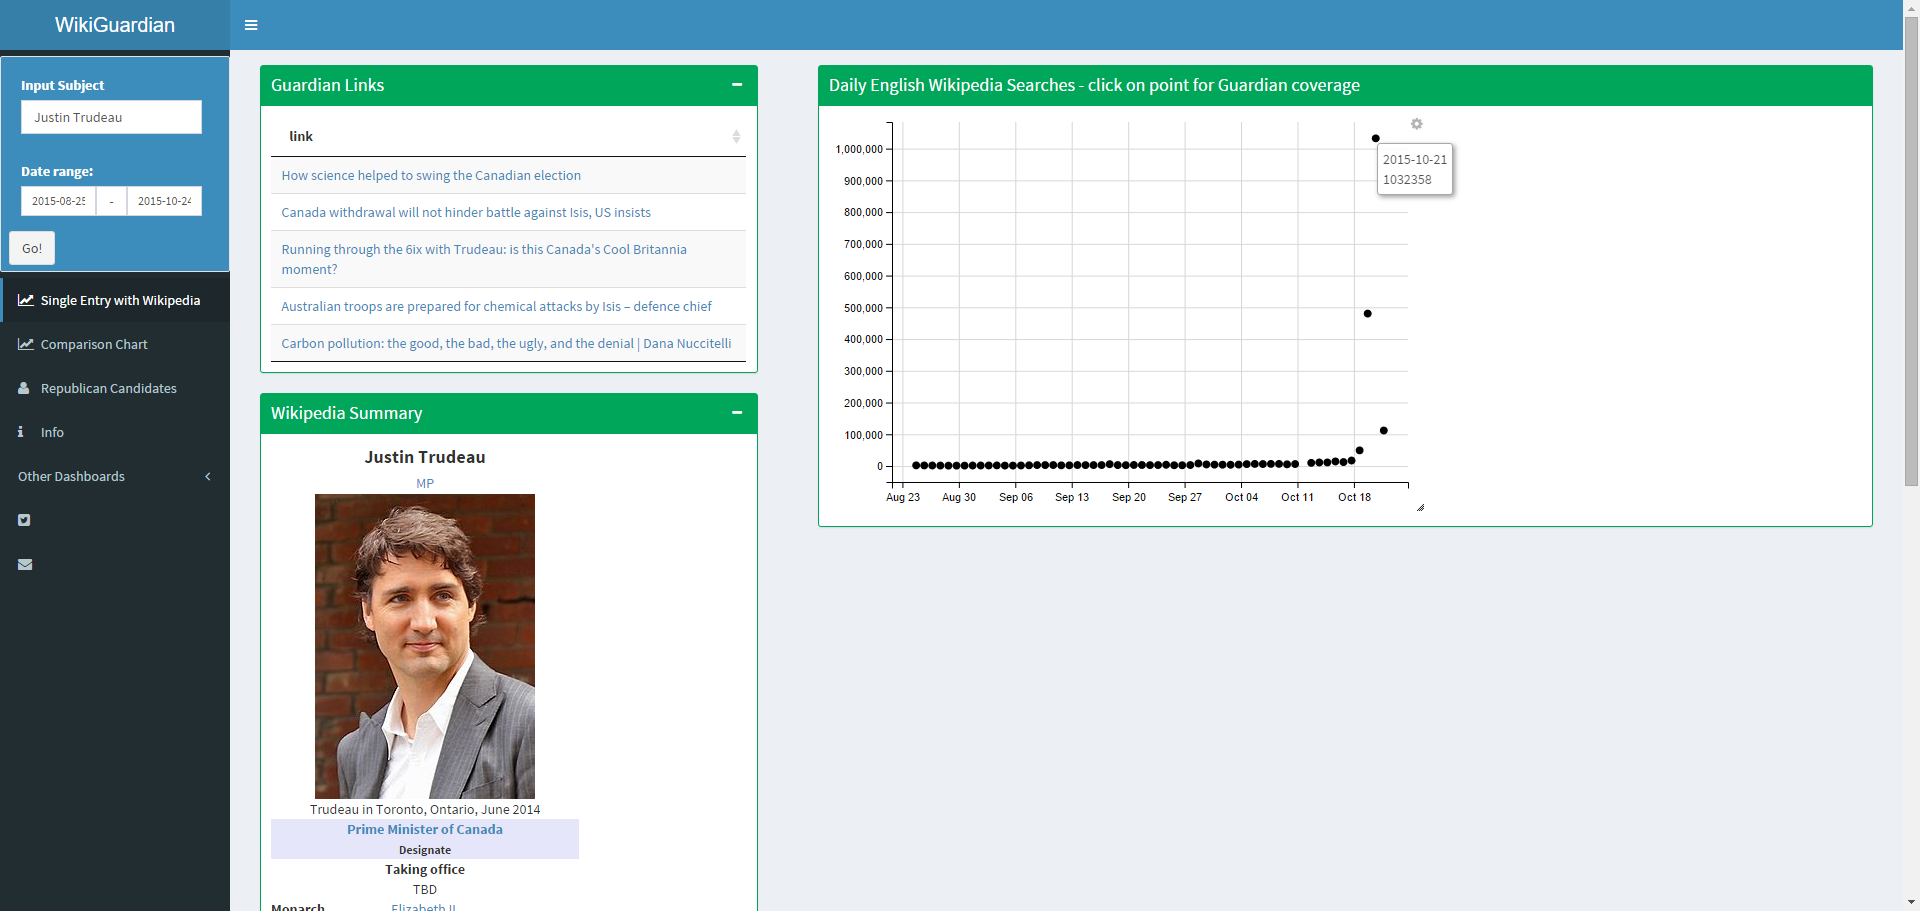 WikiGuardian
Input Subject
Justin Trudeau
Date range:
2015-08-25 - 2015-10-24
Go!
Single Entry with Wikipedia
Comparison Chart
Republican Candidates
Info
Other Dashboards
Guardian Links
link
How science helped to swing the Canadian election
Canada withdrawal will not hinder battle against Isis, US insists
Running through the 6ix with Trudeau: is this Canada's Cool Britannia
moment?
Australian troops are prepared for chemical attacks by Isis – defence chief
Carbon pollution: the good, the bad, the ugly, and the denial | Dana Nuccitelli
Wikipedia Summary
Justin Trudeau
MP
Trudeau in Toronto, Ontario, June 2014
Prime Minister of Canada
Designate
Taking office
TBD
Monarch Elizabeth II
Daily English Wikipedia Searches - click on point for Guardian coverage
1,000,000
900,000
800,000
700,000
600,000
500,000
400,000
300,000
200,000
100,000
0
Aug 23 Aug 30 Sep 06 Sep 13 Sep 20 Sep 27 Oct 04 Oct 11 Oct 18
2015-10-21
1032358